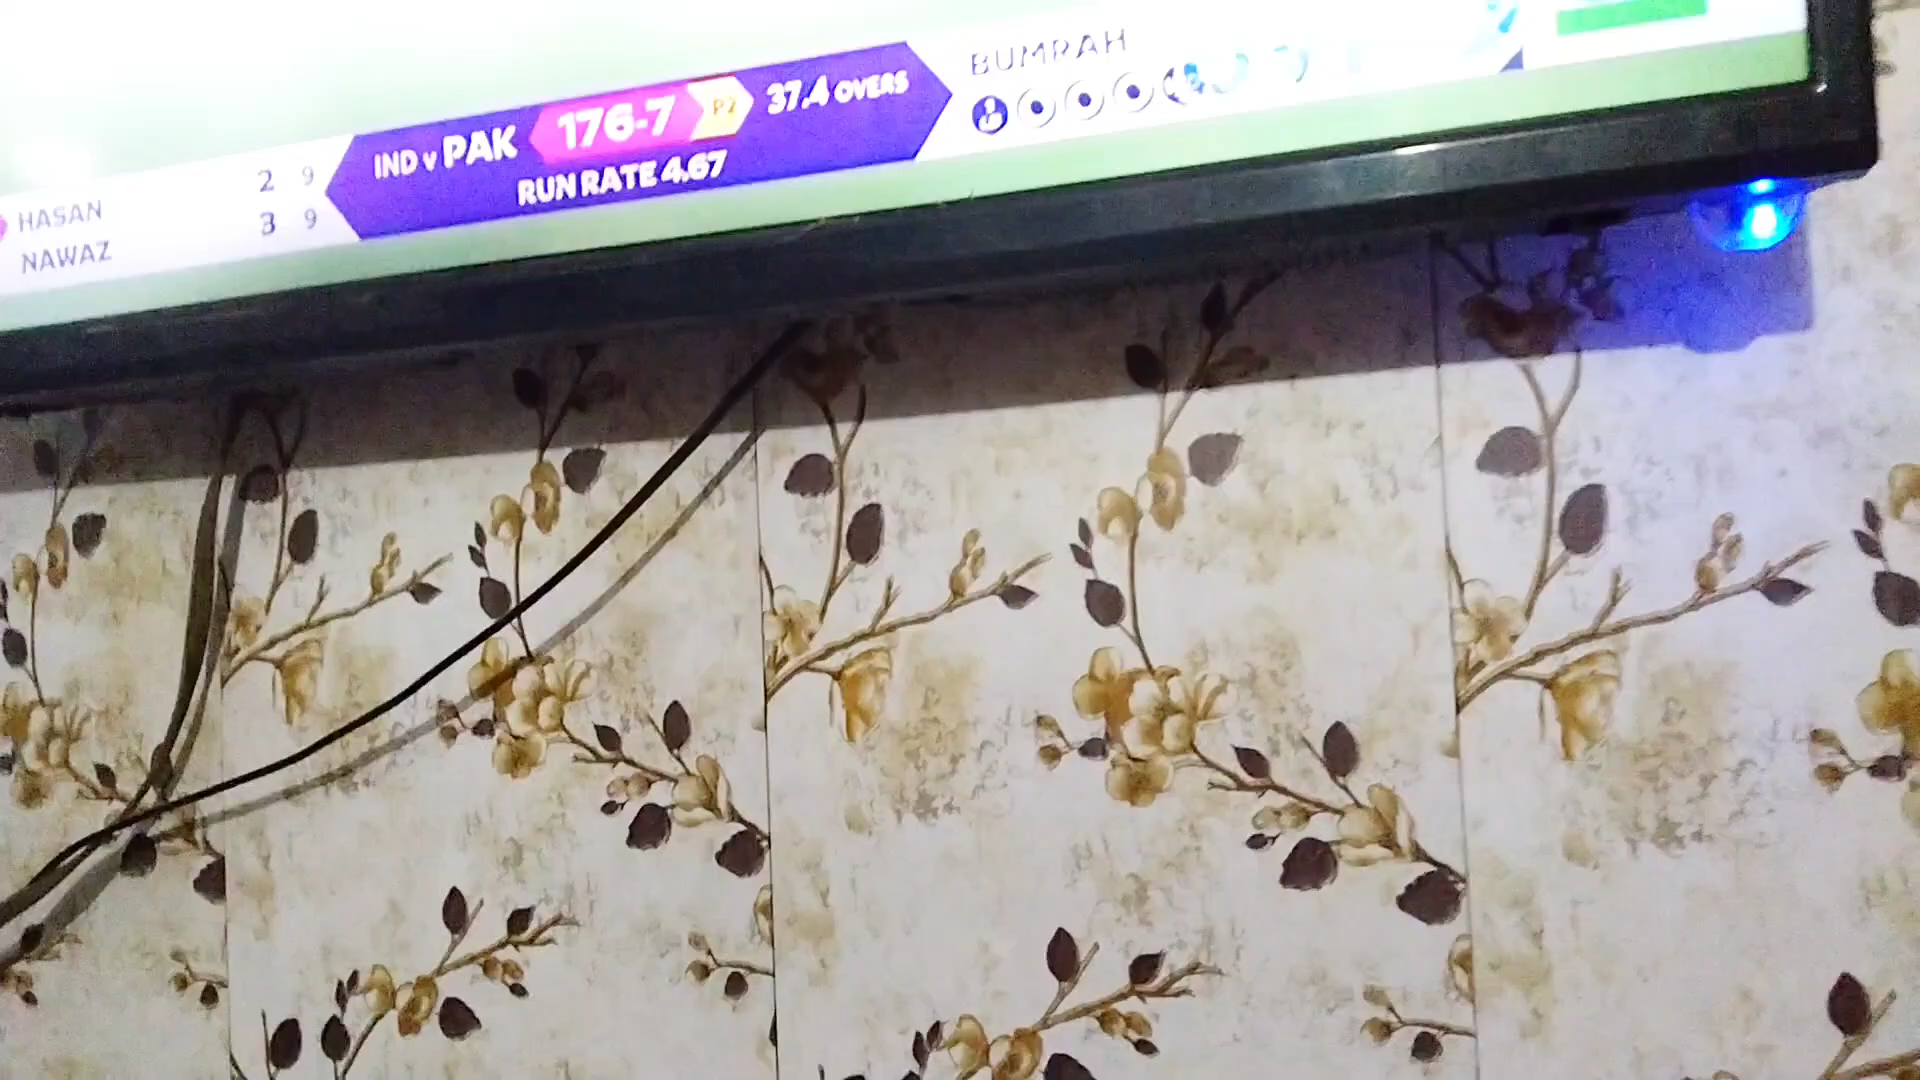 HASAN 2 9
NAWAZ 3 9
IND v PAK 176-7 P2 37.4 OVERS
RUN RATE 4.67
BUMRAH